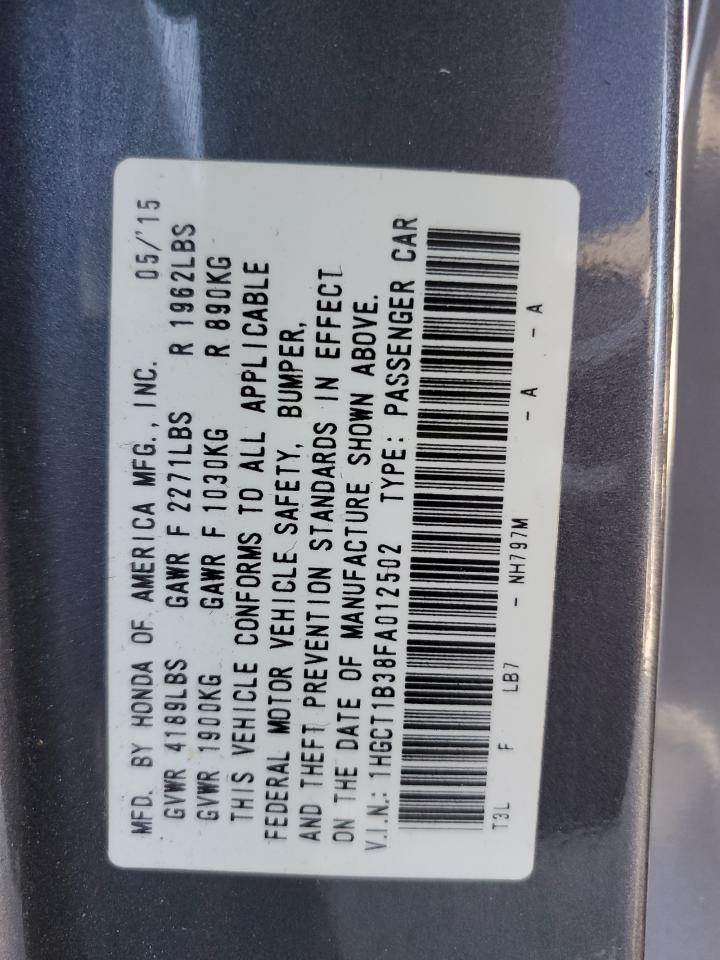 MFD. BY HONDA OF AMERICA MFG., INC. 05/'15
GVWR 4189LBS GAWR F 2271LBS R 1962LBS
GVWR 1900KG GAWR F 1030KG R 890KG
THIS VEHICLE CONFORMS TO ALL APPLICABLE
FEDERAL MOTOR VEHICLE SAFETY, BUMPER,
AND THEFT PREVENTION STANDARDS IN EFFECT
ON THE DATE OF MANUFACTURE SHOWN ABOVE.
V.I.N.: 1HGCT1B38FA012502 TYPE: PASSENGER CAR
T3L F LB7 - NH797M - A - A